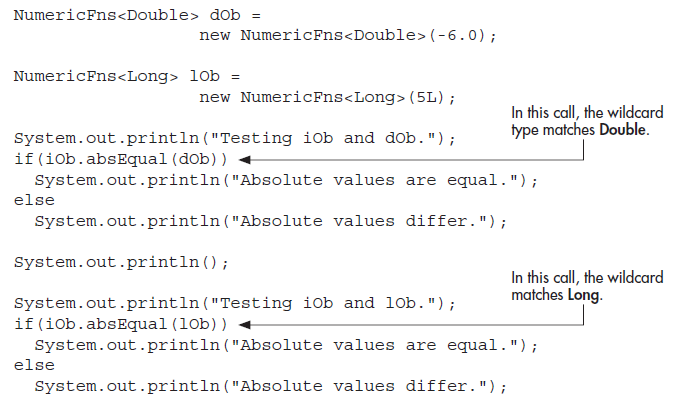 NumericFns<Double> dOb =
new NumericFns<Double>(-6.0);
NumericFns<Long> lOb =
new NumericFns<Long>(5L);
In this call, the wildcard
type matches Double.
System.out.println("Testing iOb and dOb.");
if(iOb.absEqual(dOb))
System.out.println("Absolute values are equal.");
else
System.out.println("Absolute values differ.");
System.out.println();
In this call, the wildcard
matches Long.
System.out.println("Testing iOb and lOb.");
if(iOb.absEqual(lOb))
System.out.println("Absolute values are equal.");
else
System.out.println("Absolute values differ.");